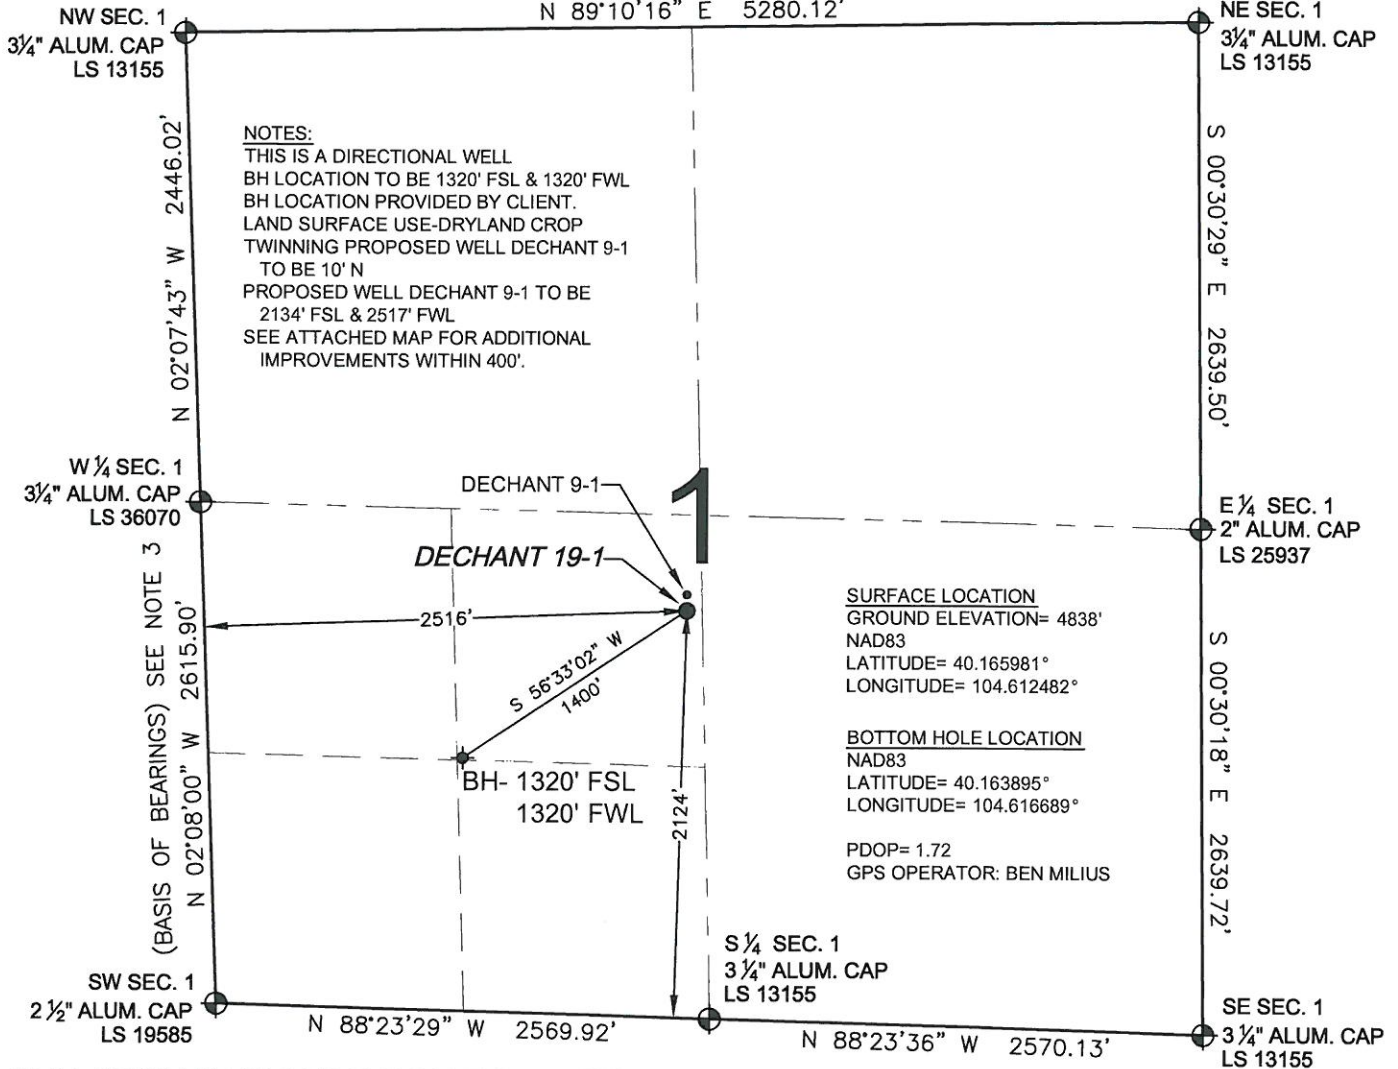 N 89°10'16" E 5280.12'
NW SEC. 1
3¼" ALUM. CAP
LS 13155
NE SEC. 1
3¼" ALUM. CAP
LS 13155
N 02°07'43" W 2446.02'
NOTES:
THIS IS A DIRECTIONAL WELL
BH LOCATION TO BE 1320' FSL & 1320' FWL
BH LOCATION PROVIDED BY CLIENT.
LAND SURFACE USE-DRYLAND CROP
TWINNING PROPOSED WELL DECHANT 9-1
TO BE 10' N
PROPOSED WELL DECHANT 9-1 TO BE
2134' FSL & 2517' FWL
SEE ATTACHED MAP FOR ADDITIONAL
IMPROVEMENTS WITHIN 400'.
S 00°30'29" E 2639.50'
W ¼ SEC. 1
3¼" ALUM. CAP
LS 36070
DECHANT 9-1
1
DECHANT 19-1
E ¼ SEC. 1
2" ALUM. CAP
LS 25937
(BASIS OF BEARINGS) SEE NOTE 3
N 02°08'00" W 2615.90'
2516'
S 56°33'02" W
1400'
2124'
BH- 1320' FSL
1320' FWL
SURFACE LOCATION
GROUND ELEVATION= 4838'
NAD83
LATITUDE= 40.165981°
LONGITUDE= 104.612482°
BOTTOM HOLE LOCATION
NAD83
LATITUDE= 40.163895°
LONGITUDE= 104.616689°
PDOP= 1.72
GPS OPERATOR: BEN MILIUS
S 00°30'18" E 2639.72'
SW SEC. 1
2 ½" ALUM. CAP
LS 19585
N 88°23'29" W 2569.92'
S ¼ SEC. 1
3 ¼" ALUM. CAP
LS 13155
N 88°23'36" W 2570.13'
SE SEC. 1
3 ¼" ALUM. CAP
LS 13155